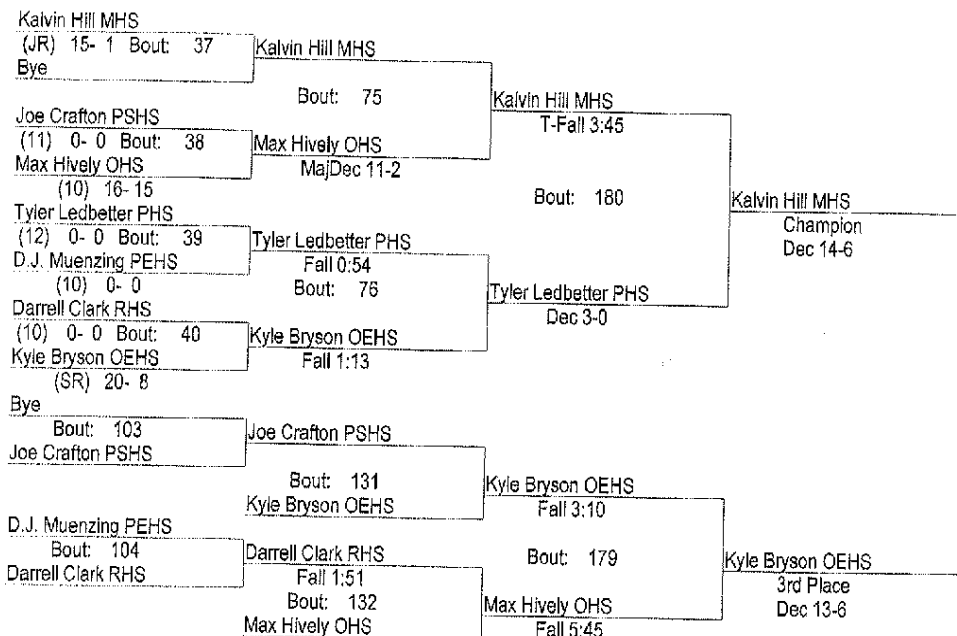 Kalvin Hill MHS
(JR) 15- 1 Bout: 37
Bye
Kalvin Hill MHS
Bout: 75
Joe Crafton PSHS
(11) 0- 0 Bout: 38
Max Hively OHS
(10) 16- 15
Max Hively OHS
MajDec 11-2
Kalvin Hill MHS
T-Fall 3:45
Tyler Ledbetter PHS
(12) 0- 0 Bout: 39
D.J. Muenzing PEHS
(10) 0- 0
Tyler Ledbetter PHS
Fall 0:54
Bout: 76
Darrell Clark RHS
(10) 0- 0 Bout: 40
Kyle Bryson OEHS
(SR) 20- 8
Kyle Bryson OEHS
Fall 1:13
Tyler Ledbetter PHS
Dec 3-0
Bout: 180
Kalvin Hill MHS
Champion
Dec 14-6
Bye
Bout: 103
Joe Crafton PSHS
Joe Crafton PSHS
Bout: 131
Kyle Bryson OEHS
Kyle Bryson OEHS
Fall 3:10
D.J. Muenzing PEHS
Bout: 104
Darrell Clark RHS
Darrell Clark RHS
Fall 1:51
Bout: 132
Max Hively OHS
Max Hively OHS
Fall 5:45
Bout: 179
Kyle Bryson OEHS
3rd Place
Dec 13-6